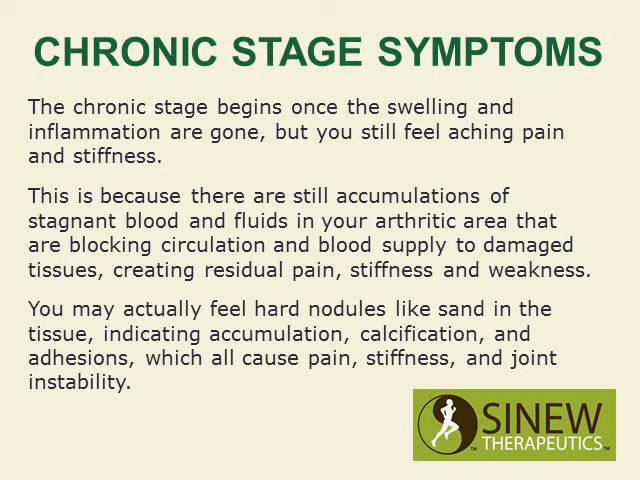 CHRONIC STAGE SYMPTOMS
The chronic stage begins once the swelling and
inflammation are gone, but you still feel aching pain
and stiffness.
This is because there are still accumulations of
stagnant blood and fluids in your arthritic area that
are blocking circulation and blood supply to damaged
tissues, creating residual pain, stiffness and weakness.
You may actually feel hard nodules like sand in the
tissue, indicating accumulation, calcification, and
adhesions, which all cause pain, stiffness, and joint
instability.
SINEW
™ THERAPEUTICS™